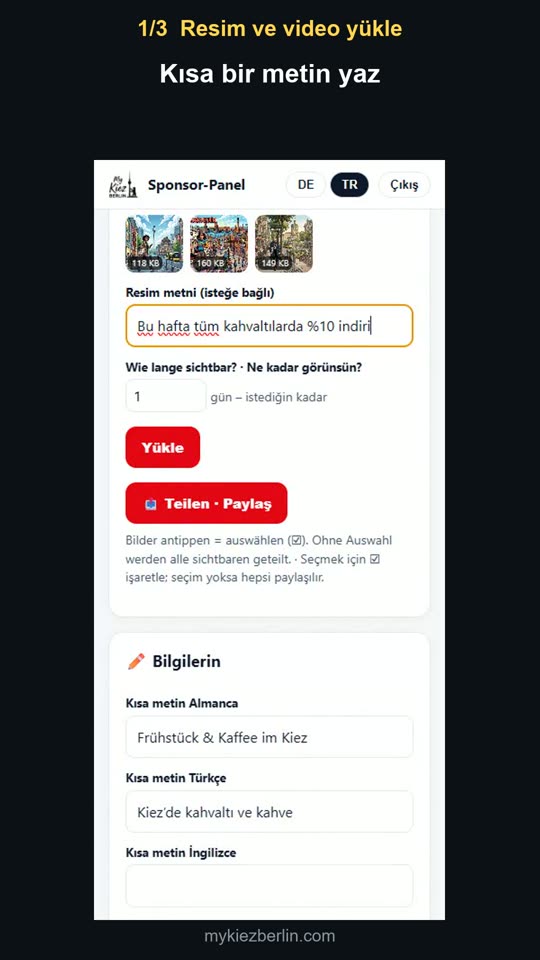 1/3 Resim ve video yükle
Kısa bir metin yaz
My Kiez BERLIN
Sponsor-Panel
DE
TR
Çıkış
118 KB
160 KB
149 KB
Resim metni (isteğe bağlı)
Bu hafta tüm kahvaltılarda %10 indiri
Wie lange sichtbar? · Ne kadar görünsün?
1
gün – istediğin kadar
Yükle
Teilen · Paylaş
Bilder antippen = auswählen (☑). Ohne Auswahl
werden alle sichtbaren geteilt. · Seçmek için ☑
işaretle; seçim yoksa hepsi paylaşılır.
Bilgilerin
Kısa metin Almanca
Frühstück & Kaffee im Kiez
Kısa metin Türkçe
Kiez'de kahvaltı ve kahve
Kısa metin İngilizce
mykiezberlin.com